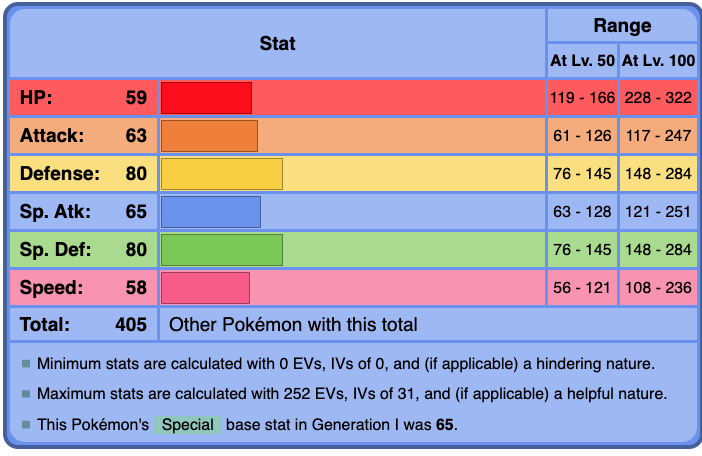 Stat Range
At Lv. 50 At Lv. 100
HP: 59 119 - 166 228 - 322
Attack: 63 61 - 126 117 - 247
Defense: 80 76 - 145 148 - 284
Sp. Atk: 65 63 - 128 121 - 251
Sp. Def: 80 76 - 145 148 - 284
Speed: 58 56 - 121 108 - 236
Total: 405 Other Pokémon with this total
Minimum stats are calculated with 0 EVs, IVs of 0, and (if applicable) a hindering nature.
Maximum stats are calculated with 252 EVs, IVs of 31, and (if applicable) a helpful nature.
This Pokémon's Special base stat in Generation I was 65.